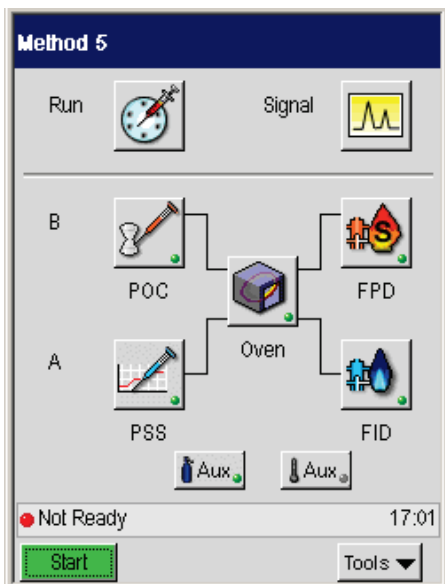 Method 5
Run Signal
B
S
POC FPD
Oven
A
PSS FID
Aux Aux
Not Ready 17:01
Start Tools